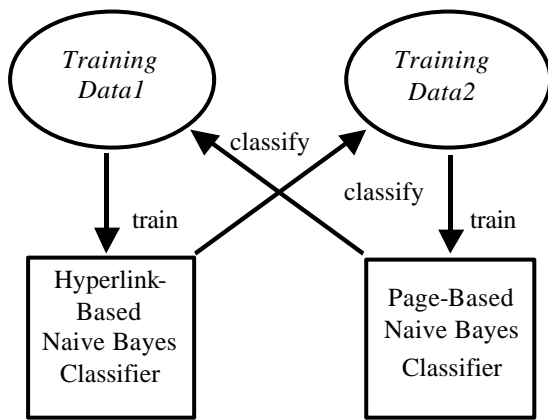 Training
Data1
Training
Data2
classify
classify
train
train
Hyperlink-
Based
Naive Bayes
Classifier
Page-Based
Naive Bayes
Classifier